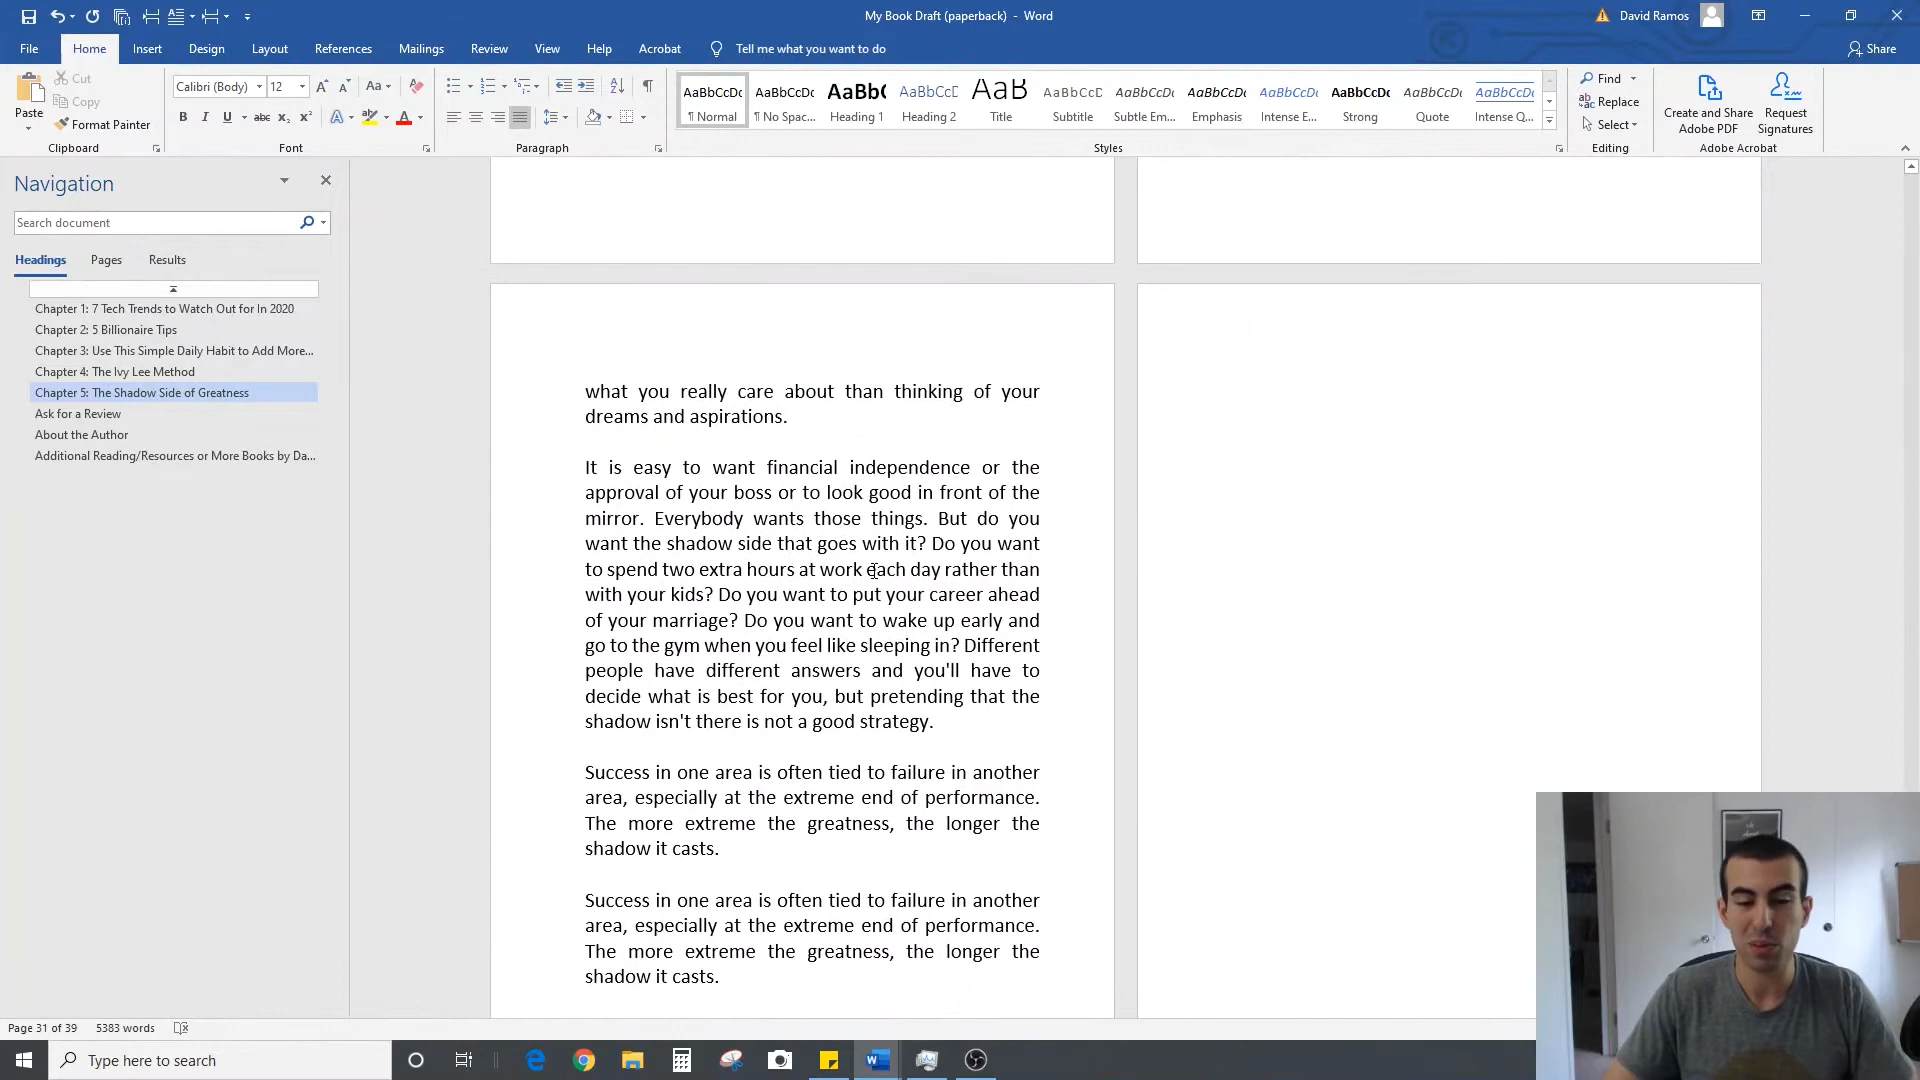 My Book Draft (paperback) - Word
David Ramos
File
Home
Insert
Design
Layout
References
Mailings
Review
View
Help
Acrobat
Tell me what you want to do
Share
Paste
Cut
Copy
Format Painter
Clipboard
Calibri (Body)
12
Font
Paragraph
AaBbCcDc
¶ Normal
AaBbCcDc
¶ No Spac...
AaBbC
Heading 1
AaBbCcD
Heading 2
AaB
Title
AaBbCcD
Subtitle
AaBbCcDc
Subtle Em...
AaBbCcDc
Emphasis
AaBbCcDc
Intense E...
AaBbCcDc
Strong
AaBbCcDc
Quote
AaBbCcDc
Intense Q...
Styles
Find
Replace
Select
Editing
Create and Share
Adobe PDF
Request
Signatures
Adobe Acrobat
Navigation
Search document
Headings
Pages
Results
Chapter 1: 7 Tech Trends to Watch Out for In 2020
Chapter 2: 5 Billionaire Tips
Chapter 3: Use This Simple Daily Habit to Add More...
Chapter 4: The Ivy Lee Method
Chapter 5: The Shadow Side of Greatness
Ask for a Review
About the Author
Additional Reading/Resources or More Books by Da...
what you really care about than thinking of your
dreams and aspirations.
It is easy to want financial independence or the
approval of your boss or to look good in front of the
mirror. Everybody wants those things. But do you
want the shadow side that goes with it? Do you want
to spend two extra hours at work each day rather than
with your kids? Do you want to put your career ahead
of your marriage? Do you want to wake up early and
go to the gym when you feel like sleeping in? Different
people have different answers and you'll have to
decide what is best for you, but pretending that the
shadow isn't there is not a good strategy.
Success in one area is often tied to failure in another
area, especially at the extreme end of performance.
The more extreme the greatness, the longer the
shadow it casts.
Success in one area is often tied to failure in another
area, especially at the extreme end of performance.
The more extreme the greatness, the longer the
shadow it casts.
Page 31 of 39
5383 words
Type here to search